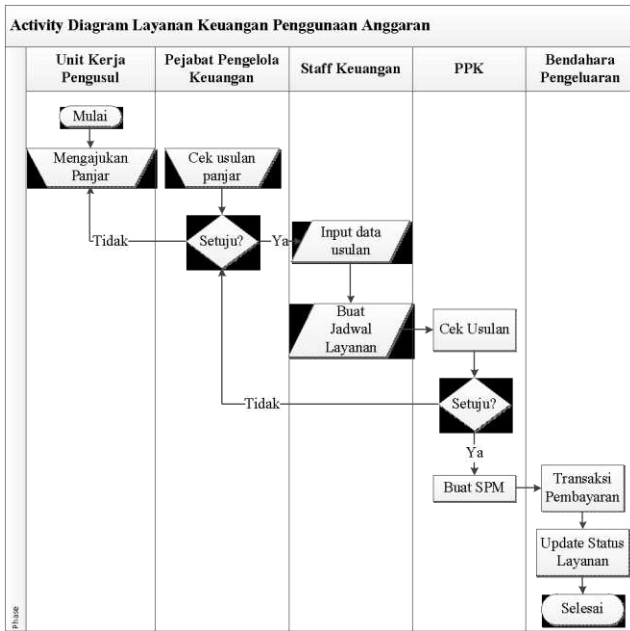 Activity Diagram Layanan Keuangan Penggunaan Anggaran
Unit Kerja
Pengusul
Pejabat Pengelola
Keuangan
Staff Keuangan
PPK
Bendahara
Pengeluaran
Mulai
Mengajukan
Panjar
Cek usulan
panjar
Tidak
Setuju?
Ya
Input data
usulan
Buat
Jadwal
Layanan
Cek Usulan
Tidak
Setuju?
Ya
Buat SPM
Transaksi
Pembayaran
Update Status
Layanan
Selesai
Phase